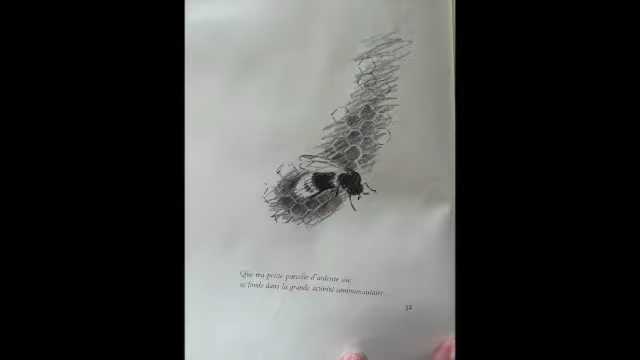 Que ma petite parcelle d'ardente vie
se fonde dans la grande activité communautaire
32